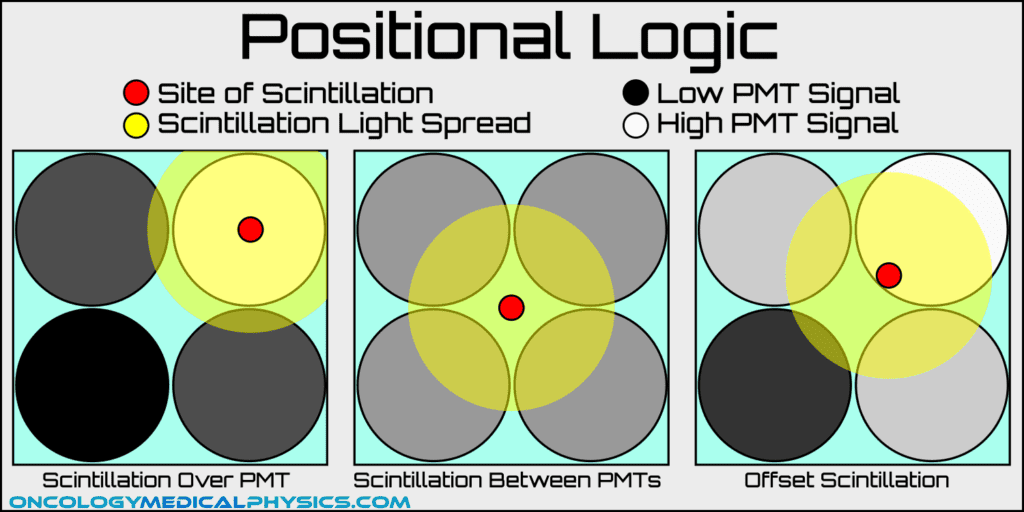 Positional Logic
Site of Scintillation
Low PMT Signal
Scintillation Light Spread
High PMT Signal
Scintillation Over PMT
Scintillation Between PMTs
Offset Scintillation
ONCOLOGYMEDICALPHYSICS.COM